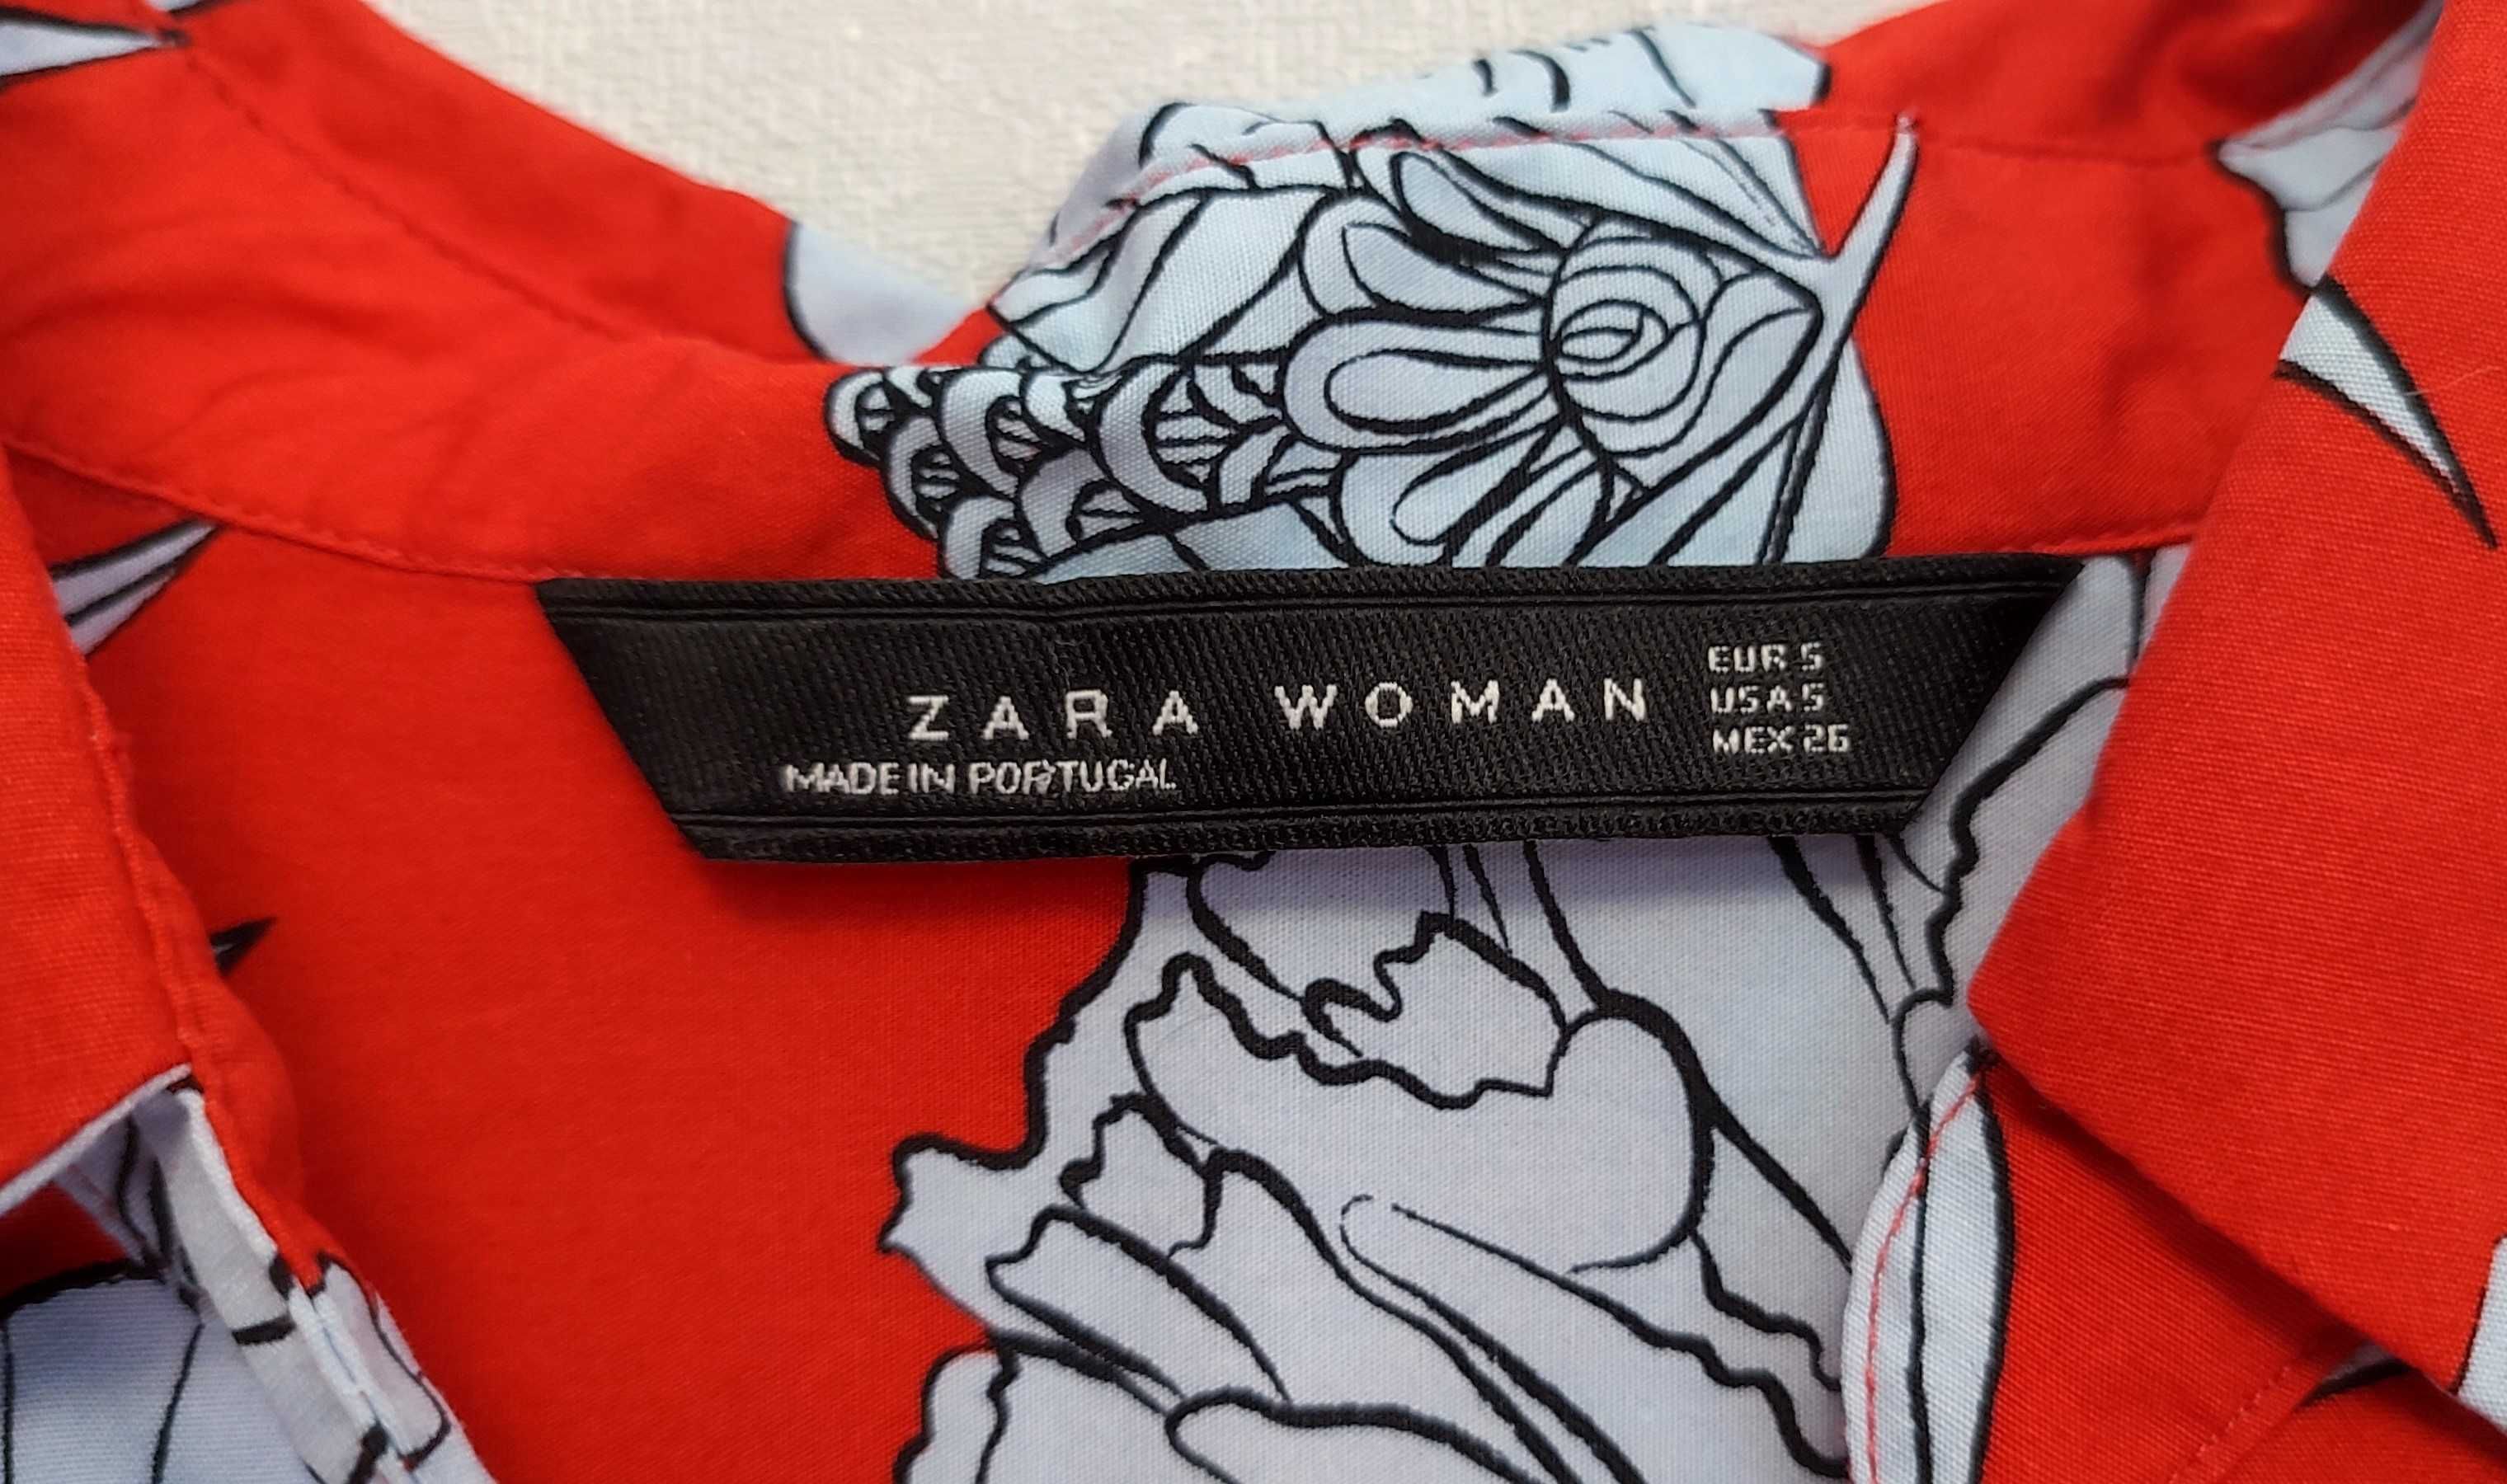 ZARA WOMAN
MADE IN PORTUGAL
EUR S
USA S
MEX 26